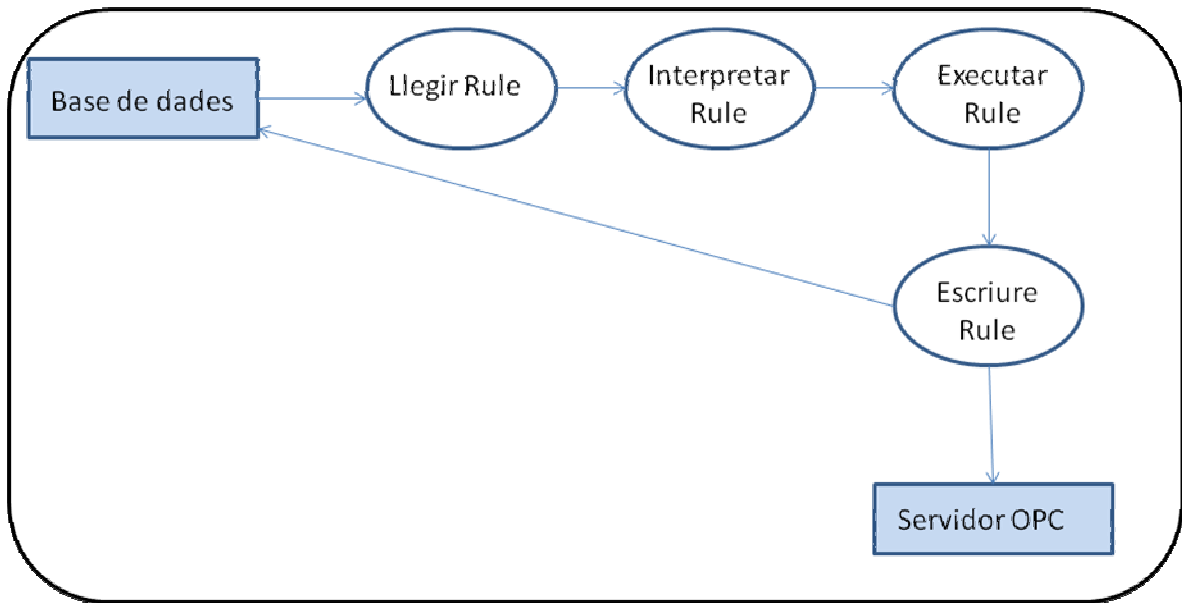 Base de dades
Llegir Rule
Interpretar
Rule
Executar
Rule
Escriure
Rule
Servidor OPC